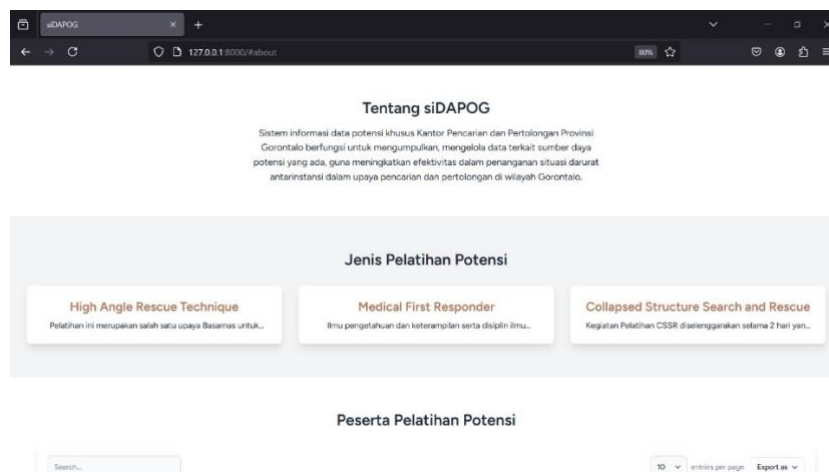 siDAPOG
127.0.0.1:8000/#about
80%
Tentang siDAPOG
Sistem informasi data potensi khusus Kantor Pencarian dan Pertolongan Provinsi
Gorontalo berfungsi untuk mengumpulkan, mengelola data terkait sumber daya
potensi yang ada, guna meningkatkan efektivitas dalam penanganan situasi darurat
antarinstansi dalam upaya pencarian dan pertolongan di wilayah Gorontalo.
Jenis Pelatihan Potensi
High Angle Rescue Technique
Pelatihan ini merupakan salah satu upaya Basarnas untuk...
Medical First Responder
Ilmu pengetahuan dan keterampilan serta disiplin ilmu...
Collapsed Structure Search and Rescue
Kegiatan Pelatihan CSSR diselenggarakan selama 2 hari yan...
Peserta Pelatihan Potensi
Search...
10 entries per page Export as